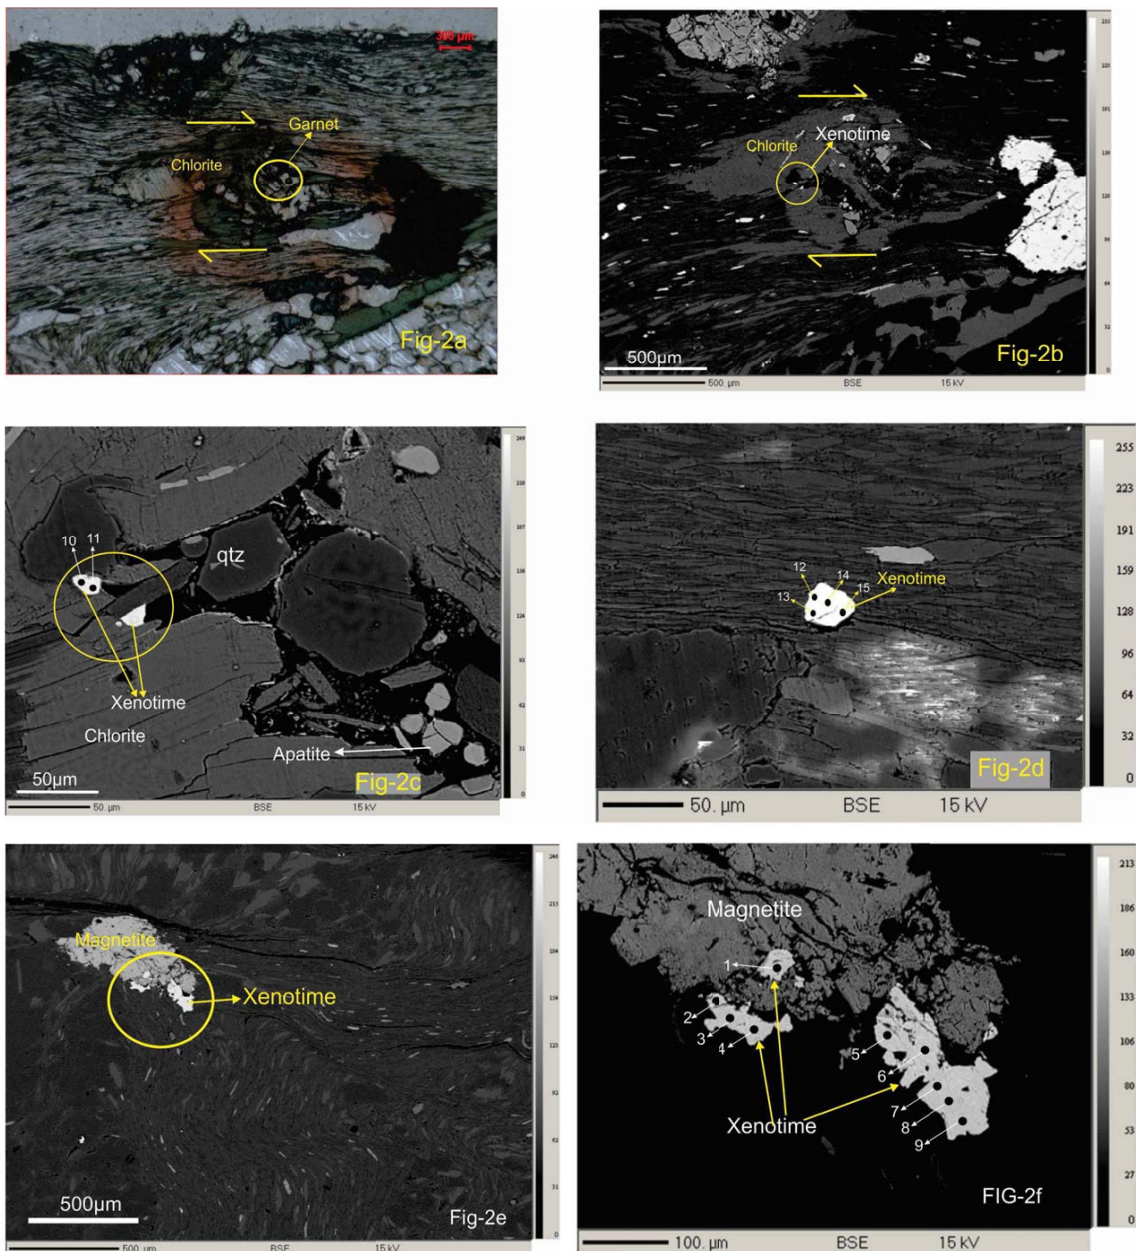 300 µm
Garnet
Chlorite
Fig-2a
Chlorite
Xenotime
500µm
Fig-2b
500. µm BSE 15 kV
10
11
qtz
Xenotime
Chlorite
Apatite
50µm
Fig-2c
50. µm BSE 15 kV
255
223
191
159
128
96
64
32
0
12
14
13
15
Xenotime
Fig-2d
50. µm BSE 15 kV
Magnetite
Xenotime
500µm
Fig-2e
500. µm BSE 15 kV
213
186
160
133
106
80
53
27
0
Magnetite
1
2
3
4
5
6
7
8
9
Xenotime
FIG-2f
100. µm BSE 15 kV